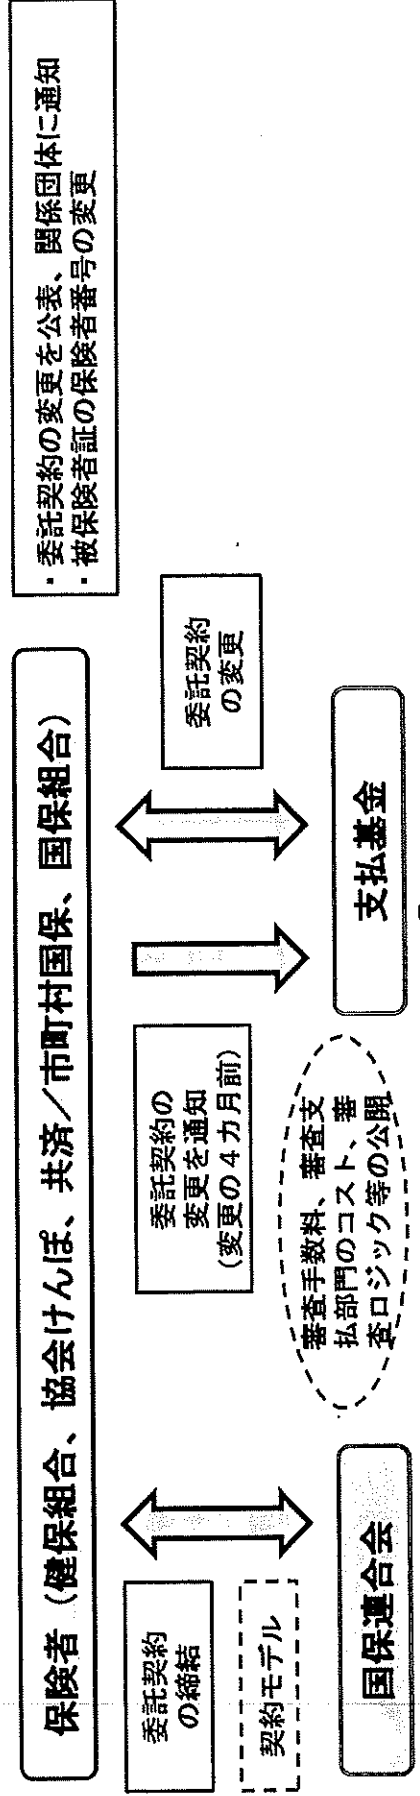 ・委託契約の変更を公表、関係団体に通知
・被保険者証の保険者番号の変更
保険者（健保組合、協会けんぽ、共済／市町村国保、国保組合）
委託契約
の締結
契約モデル
委託契約の
変更を通知
（変更の４カ月前）
委託契約
の変更
審査手数料、審査支
払部門のコスト、審
査ロジック等の公開
国保連合会
支払基金